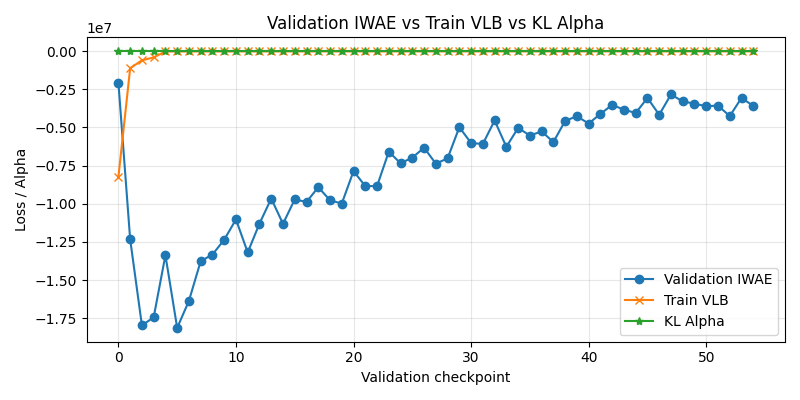 Validation IWAE vs Train VLB vs KL Alpha
1e7
0.00
−0.25
−0.50
−0.75
−1.00
−1.25
−1.50
−1.75
Loss / Alpha
0 10 20 30 40 50
Validation checkpoint
Validation IWAE
Train VLB
KL Alpha